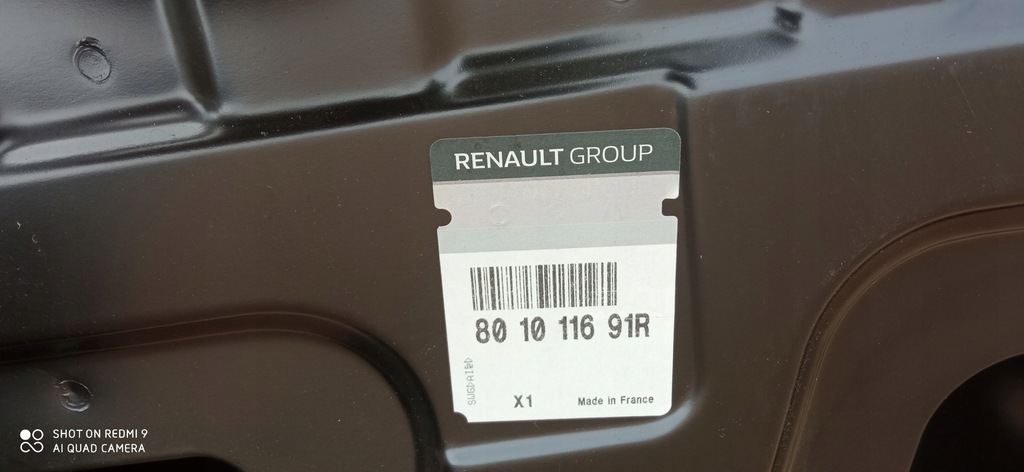 RENAULT GROUP
80 10 116 91R
X1
Made in France
SHOT ON REDMI 9
AI QUAD CAMERA